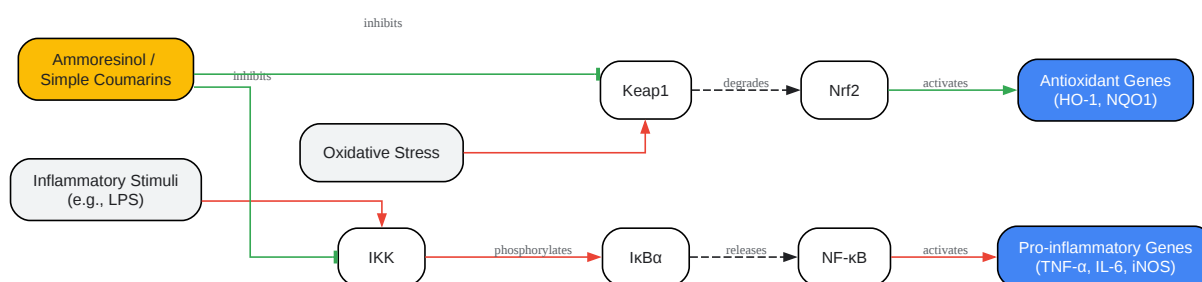 inhibits
Ammoresinol /
Simple Coumarins
inhibits
Keap1
degrades
Nrf2
activates
Antioxidant Genes
(HO-1, NQO1)
Oxidative Stress
Inflammatory Stimuli
(e.g., LPS)
IKK
phosphorylates
IκBα
releases
NF-κB
activates
Pro-inflammatory Genes
(TNF-α, IL-6, iNOS)